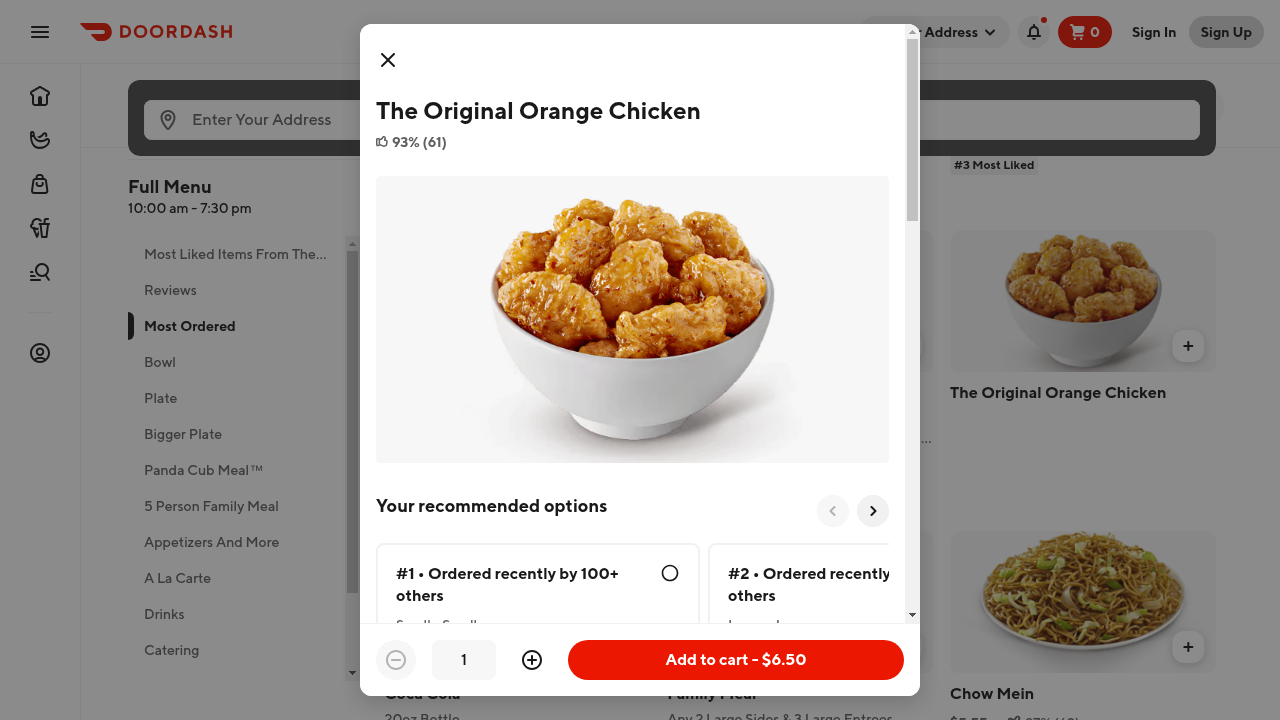 DOORDASH
Address
0
Sign In
Sign Up
Enter Your Address
#3 Most Liked
Full Menu
10:00 am - 7:30 pm
Most Liked Items From The...
Reviews
Most Ordered
Bowl
Plate
Bigger Plate
Panda Cub Meal™
5 Person Family Meal
Appetizers And More
A La Carte
Drinks
Catering
The Original Orange Chicken
93% (61)
Your recommended options
#1 • Ordered recently by 100+
others
#2 • Ordered recently
others
1
Add to cart - $6.50
The Original Orange Chicken
Chow Mein
Coca Cola
20oz Bottle
Family Meal
Any 2 Large Sides & 3 Large Entrees